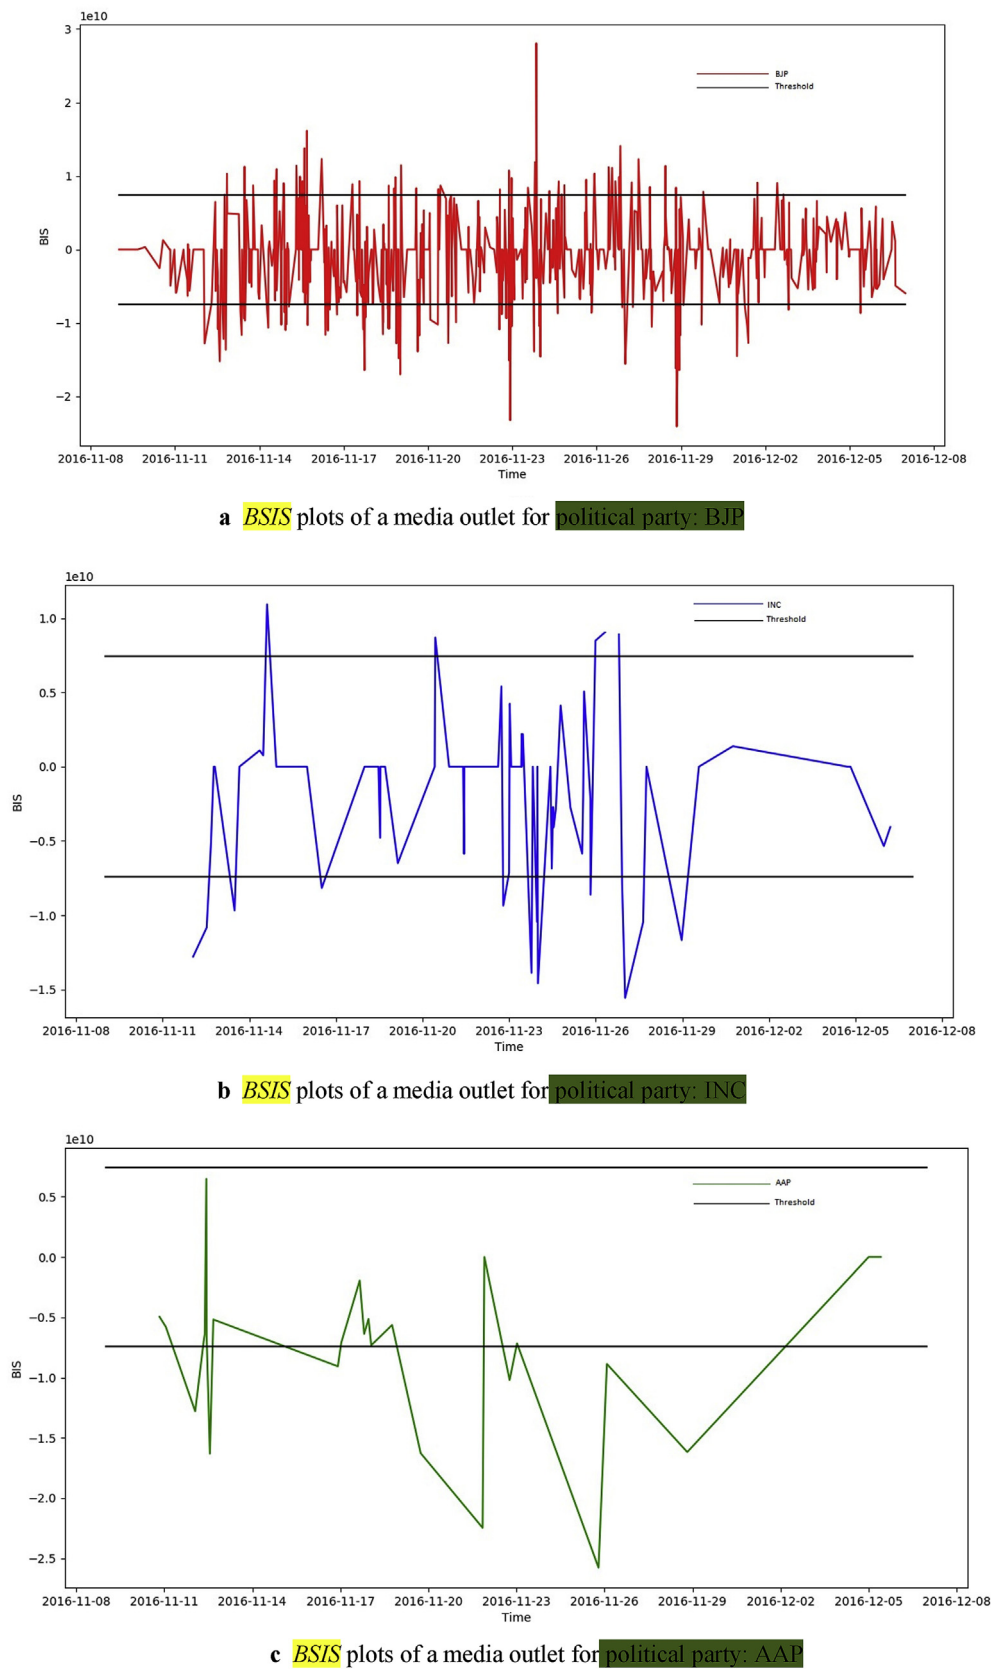 1e10
3
2
1
0
−1
−2
BIS
BJP
Threshold
2016-11-08 2016-11-11 2016-11-14 2016-11-17 2016-11-20 2016-11-23 2016-11-26 2016-11-29 2016-12-02 2016-12-05 2016-12-08
Time
a BSIS plots of a media outlet for political party: BJP
1e10
1.0
0.5
0.0
−0.5
−1.0
−1.5
BIS
INC
Threshold
2016-11-08 2016-11-11 2016-11-14 2016-11-17 2016-11-20 2016-11-23 2016-11-26 2016-11-29 2016-12-02 2016-12-05 2016-12-08
Time
b BSIS plots of a media outlet for political party: INC
1e10
0.5
0.0
−0.5
−1.0
−1.5
−2.0
−2.5
BIS
AAP
Threshold
2016-11-08 2016-11-11 2016-11-14 2016-11-17 2016-11-20 2016-11-23 2016-11-26 2016-11-29 2016-12-02 2016-12-05 2016-12-08
Time
c BSIS plots of a media outlet for political party: AAP